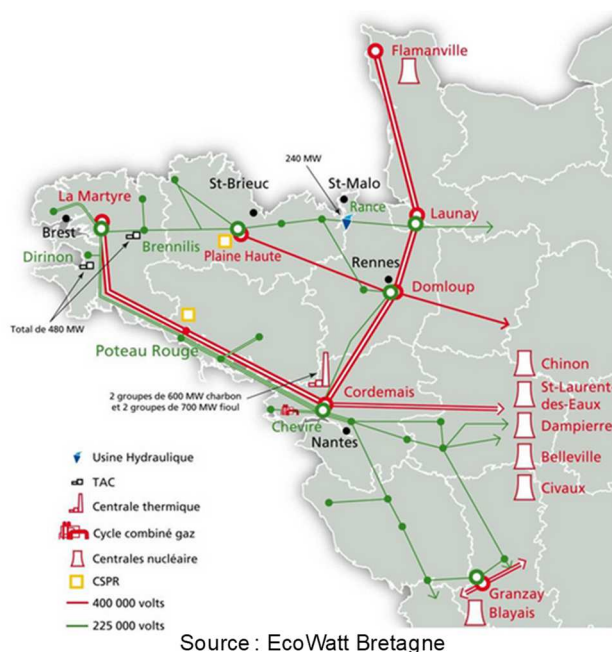 Flamanville
240 MW
La Martyre
St-Brieuc
St-Malo
Rance
Launay
Brest
Brennilis
Plaine Haute
Dirinon
Rennes
Domloup
Total de 480 MW
Poteau Rouge
2 groupes de 600 MW charbon
et 2 groupes de 700 MW fioul
Cordemais
Cheviré
Nantes
Chinon
St-Laurent
des-Eaux
Dampierre
Belleville
Civaux
Usine Hydraulique
TAC
Centrale thermique
Cycle combiné gaz
Centrales nucléaire
CSPR
400 000 volts
225 000 volts
Granzay
Blayais
Source : EcoWatt Bretagne